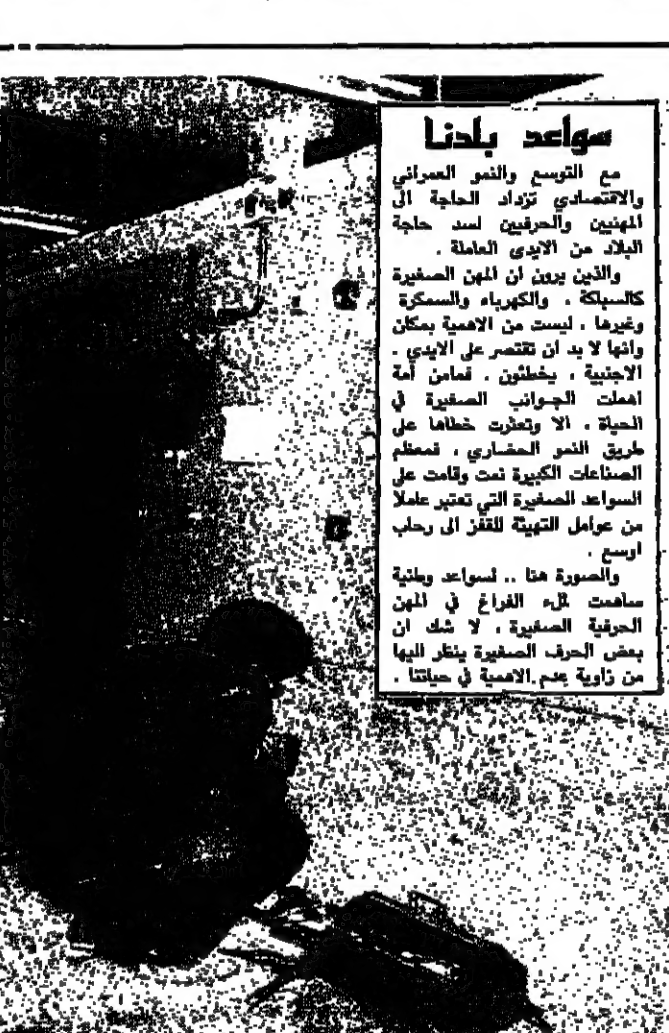 سواعد بلدنا
مع التوسع والنمو العمراني
والاقتصادي تزداد الحاجة الى
المهنيين والحرفيين لسد حاجة
البلاد من الايدي العاملة .
والذين يرون ان المهن الصغيرة
كالسباكة ، والكهرباء والسمكرة
وغيرها ، ليست من الاهمية بمكان
وانها لا بد ان تقتصر على الايدي .
الاجنبية ، يخطئون . فمامن أمة
اهملت الجوانب الصغيرة في
الحياة ، الا وتعثرت خطاها على
طريق النمو الحضاري ، فمعظم
الصناعات الكبيرة نمت وقامت على
السواعد الصغيرة التي تعتبر عاملا
من عوامل التهيئة للقفز الى رحاب
اوسع .
والصورة هنا .. لسواعد وطنية
ساهمت لملء الفراغ في المهن
الحرفية الصغيرة ، لا شك ان
بعض الحرف الصغيرة ينظر اليها
من زاوية عدم الاهمية في حياتنا .